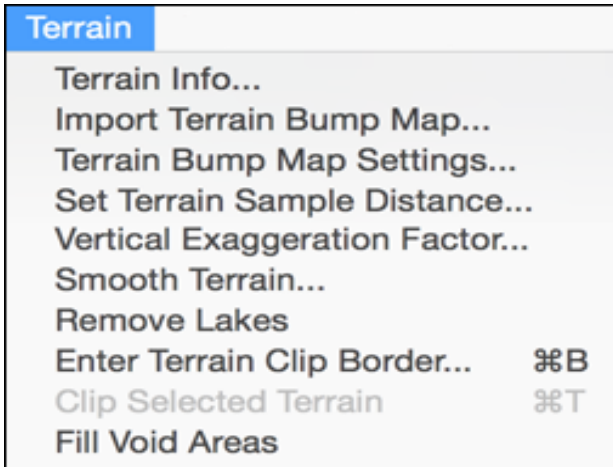 Terrain
Terrain Info...
Import Terrain Bump Map...
Terrain Bump Map Settings...
Set Terrain Sample Distance...
Vertical Exaggeration Factor...
Smooth Terrain...
Remove Lakes
Enter Terrain Clip Border... ⌘B
Clip Selected Terrain ⌘T
Fill Void Areas